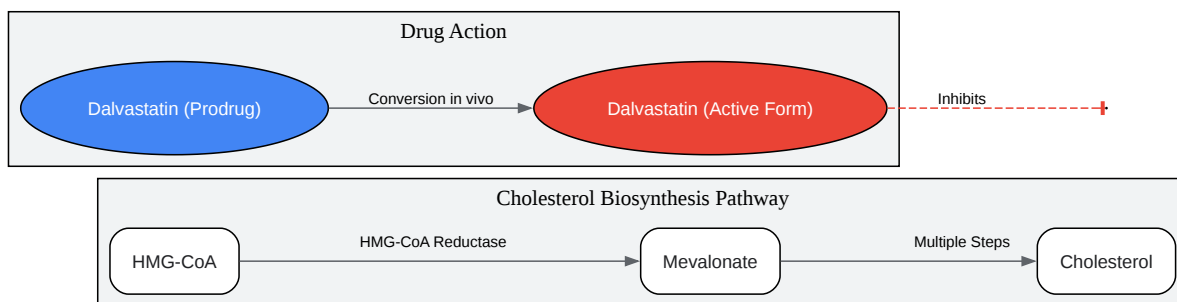 Drug Action
Dalvastatin (Prodrug)
Conversion in vivo
Dalvastatin (Active Form)
Inhibits
Cholesterol Biosynthesis Pathway
HMG-CoA
HMG-CoA Reductase
Mevalonate
Multiple Steps
Cholesterol